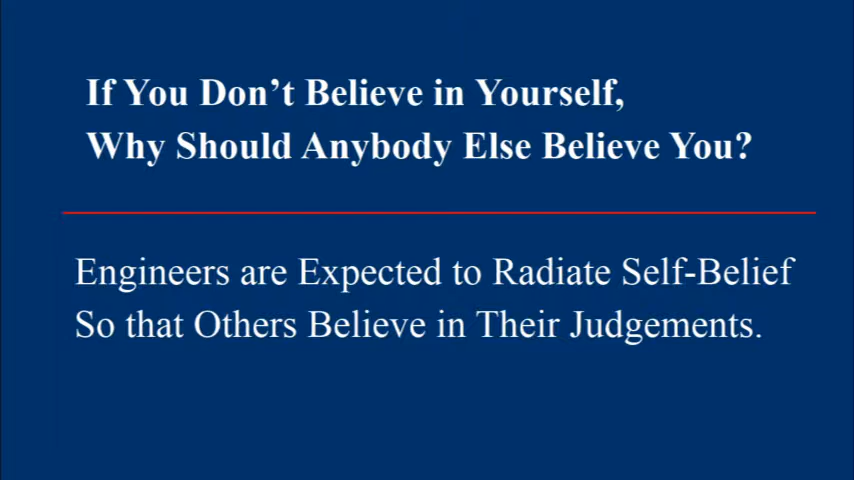 If You Don’t Believe in Yourself,
Why Should Anybody Else Believe You?
Engineers are Expected to Radiate Self-Belief
So that Others Believe in Their Judgements.